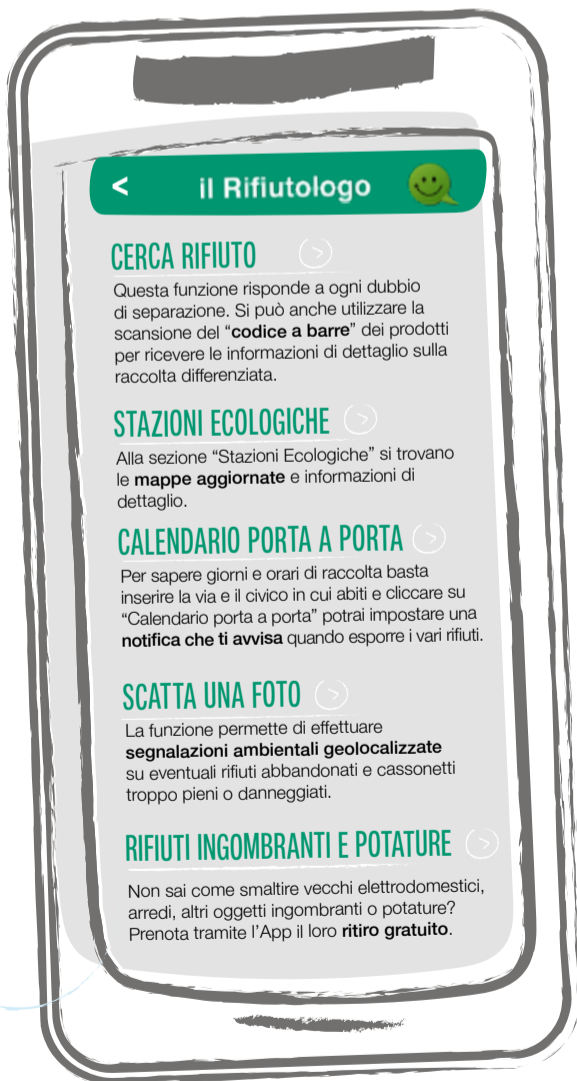 < il Rifiutologo
CERCA RIFIUTO >
Questa funzione risponde a ogni dubbio
di separazione. Si può anche utilizzare la
scansione del “codice a barre” dei prodotti
per ricevere le informazioni di dettaglio sulla
raccolta differenziata.
STAZIONI ECOLOGICHE >
Alla sezione “Stazioni Ecologiche” si trovano
le mappe aggiornate e informazioni di
dettaglio.
CALENDARIO PORTA A PORTA >
Per sapere giorni e orari di raccolta basta
inserire la via e il civico in cui abiti e cliccare su
“Calendario porta a porta” potrai impostare una
notifica che ti avvisa quando esporre i vari rifiuti.
SCATTA UNA FOTO >
La funzione permette di effettuare
segnalazioni ambientali geolocalizzate
su eventuali rifiuti abbandonati e cassonetti
troppo pieni o danneggiati.
RIFIUTI INGOMBRANTI E POTATURE >
Non sai come smaltire vecchi elettrodomestici,
arredi, altri oggetti ingombranti o potature?
Prenota tramite l’App il loro ritiro gratuito.